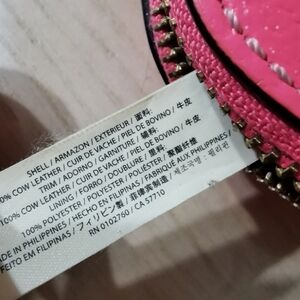 SHELL / ARMAZON / EXTERIEUR / 面料:
100% COW LEATHER / CUIR DE VACHE / PIEL DE BOVINO / 牛皮
TRIM / ADORNO / GARNITURE / 辅料:
100% COW LEATHER / CUIR DE VACHE / PIEL DE BOVINO / 牛皮
LINING / FORRO / DOUBLURE / 里料:
100% POLYESTER / POLYESTER / POLIÉSTER / 聚酯纤维
MADE IN PHILIPPINES / HECHO EN FILIPINAS / FABRIQUÉ AUX PHILIPPINES /
FEITO EM FILIPINAS / フィリピン製 / 菲律宾制造 / 제조국명: 필리핀
RN 0102760 / CA 57710